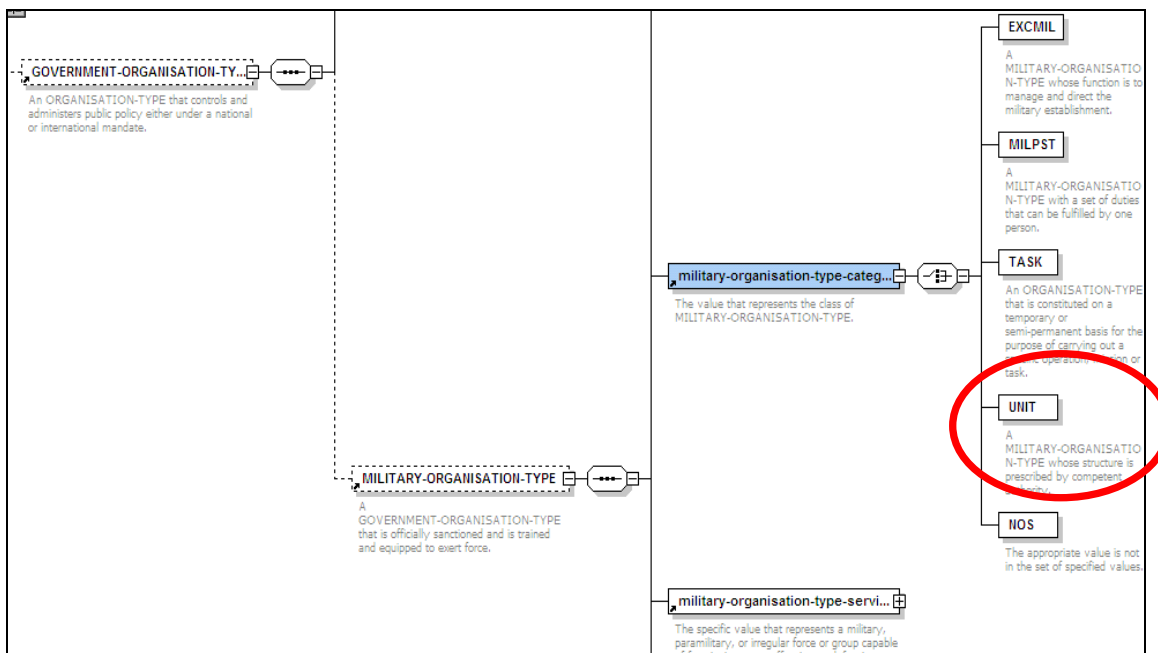 GOVERNMENT-ORGANISATION-TY...
An ORGANISATION-TYPE that controls and
administers public policy either under a national
or international mandate.
MILITARY-ORGANISATION-TYPE
A
GOVERNMENT-ORGANISATION-TYPE
that is officially sanctioned and is trained
and equipped to exert force.
military-organisation-type-categ...
The value that represents the class of
MILITARY-ORGANISATION-TYPE.
military-organisation-type-servi...
The specific value that represents a military,
paramilitary, or irregular force or group capable
EXCMIL
A
MILITARY-ORGANISATIO
N-TYPE whose function is to
manage and direct the
military establishment.
MILPST
A
MILITARY-ORGANISATIO
N-TYPE with a set of duties
that can be fulfilled by one
person.
TASK
An ORGANISATION-TYPE
that is constituted on a
temporary or
semi-permanent basis for the
purpose of carrying out a
operation, or
task.
UNIT
A
MILITARY-ORGANISATIO
N-TYPE whose structure is
prescribed by competent
authority.
NOS
The appropriate value is not
in the set of specified values.